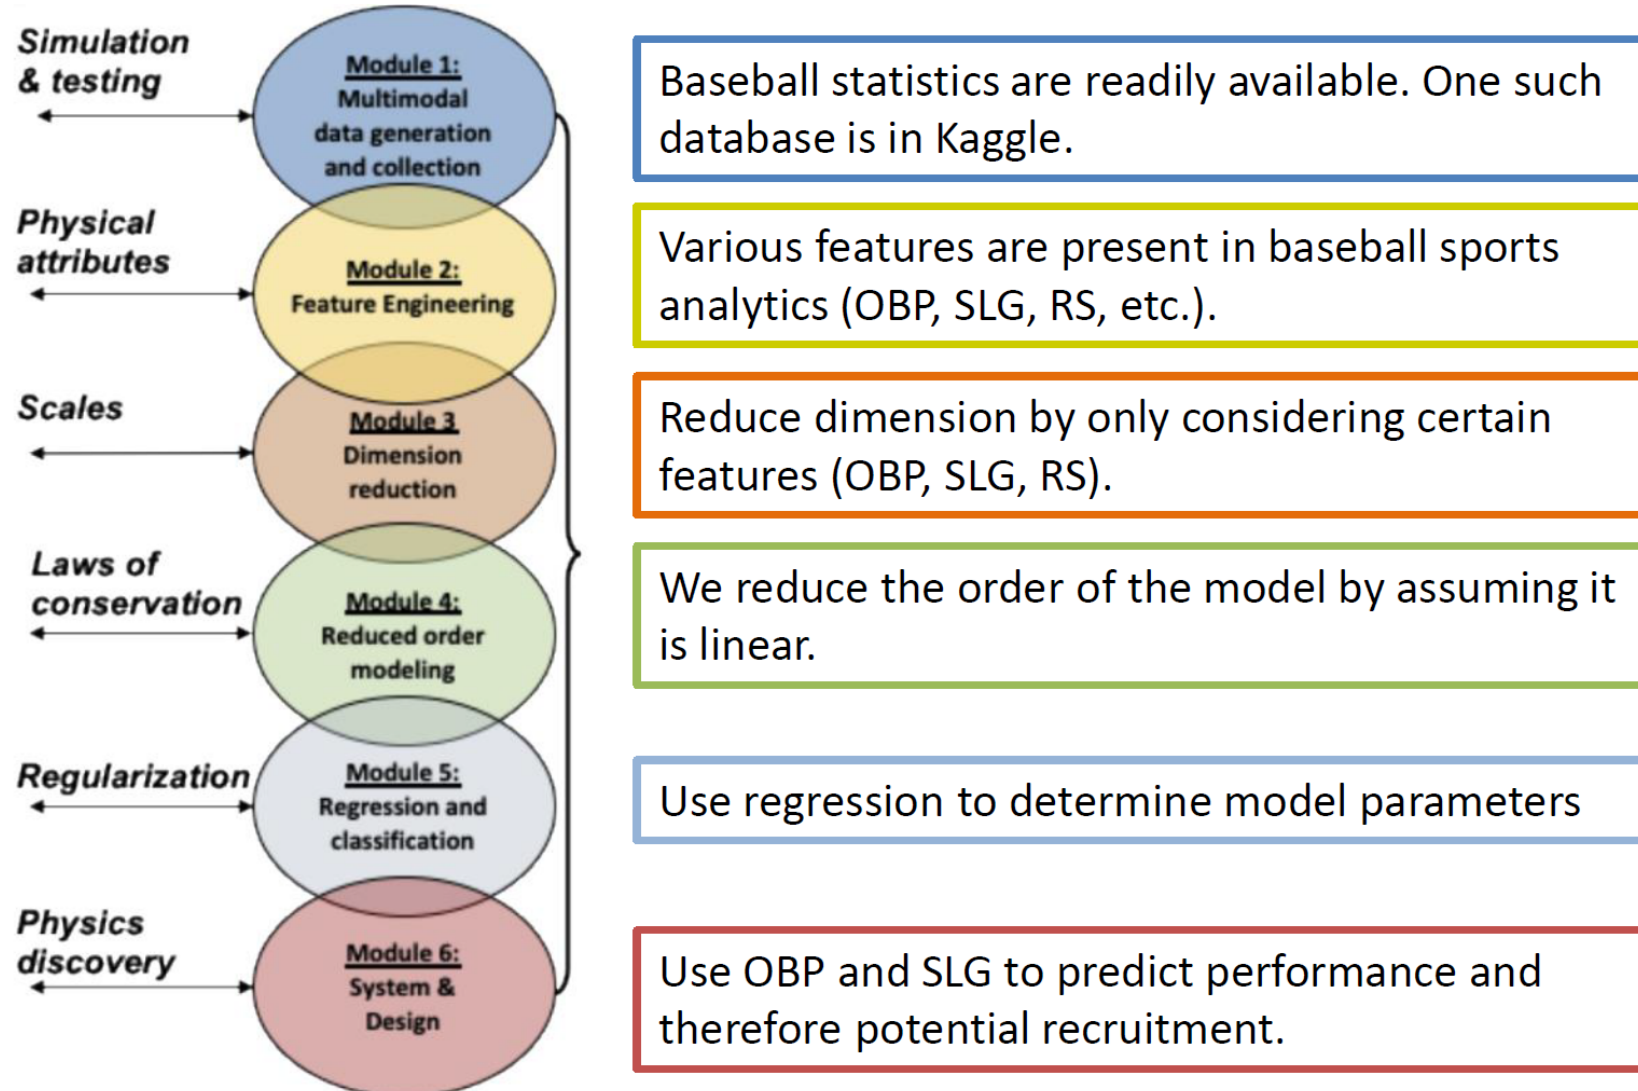 Simulation
& testing
Module 1:
Multimodal
data generation
and collection
Baseball statistics are readily available. One such
database is in Kaggle.
Physical
attributes
Module 2:
Feature Engineering
Various features are present in baseball sports
analytics (OBP, SLG, RS, etc.).
Scales
Module 3
Dimension
reduction
Reduce dimension by only considering certain
features (OBP, SLG, RS).
Laws of
conservation
Module 4:
Reduced order
modeling
We reduce the order of the model by assuming it
is linear.
Regularization
Module 5:
Regression and
classification
Use regression to determine model parameters
Physics
discovery
Module 6:
System &
Design
Use OBP and SLG to predict performance and
therefore potential recruitment.